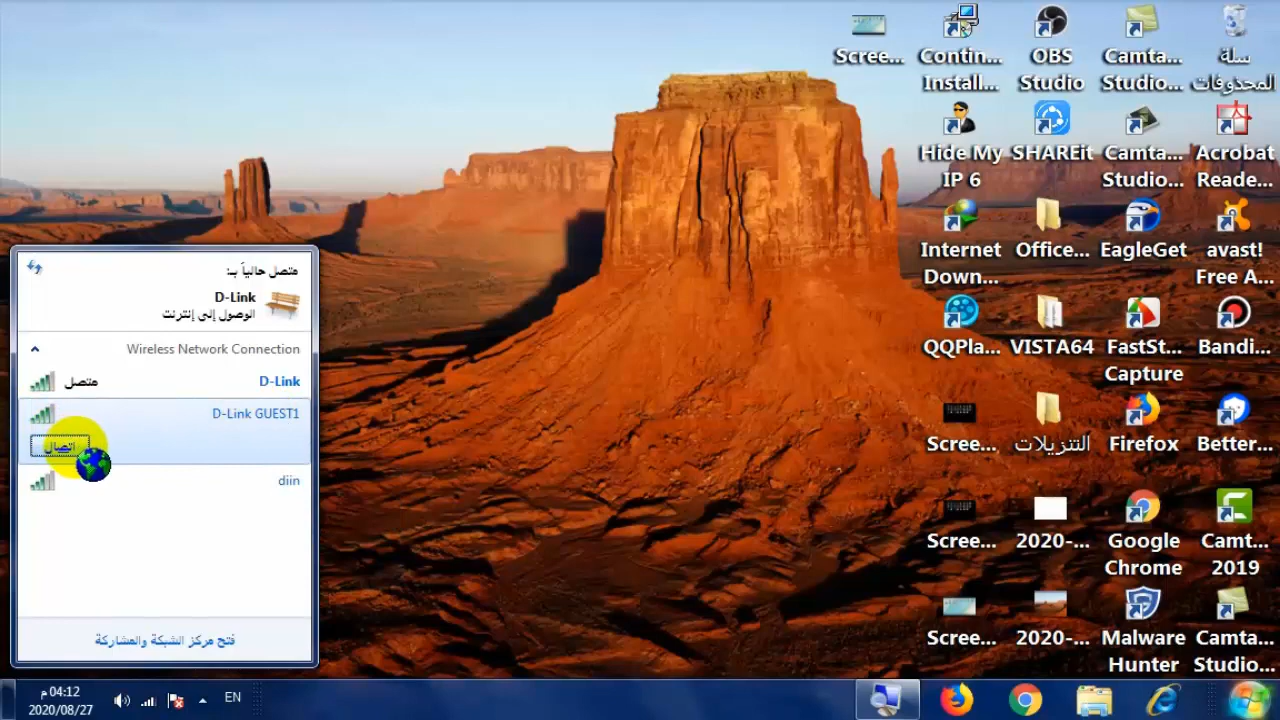 Scree...
Contin...
Install...
OBS
Studio
Camta...
Studio...
سلة
المحذوفات
Hide My
IP 6
SHAREit
Camta...
Studio...
Acrobat
Reade...
Internet
Down...
Office...
EagleGet
avast!
Free A...
QQPla...
VISTA64
FastSt...
Capture
Bandi...
Scree...
التنزيلات
Firefox
Better...
Scree...
2020-...
Google
Chrome
Camt...
2019
Scree...
2020-...
Malware
Hunter
Camta...
Studio...
متصل حالياً بـ:
D-Link
الوصول إلى إنترنت
Wireless Network Connection
D-Link متصل
D-Link GUEST1
اتصال
diin
فتح مركز الشبكة والمشاركة
04:12 م
2020/08/27
EN